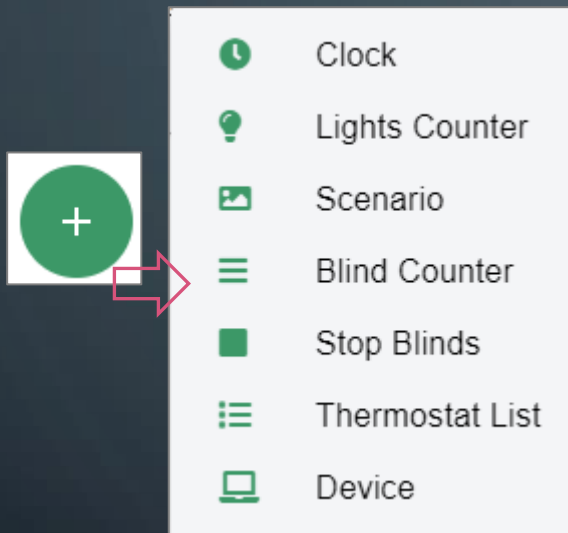 Clock
Lights Counter
Scenario
Blind Counter
Stop Blinds
Thermostat List
Device